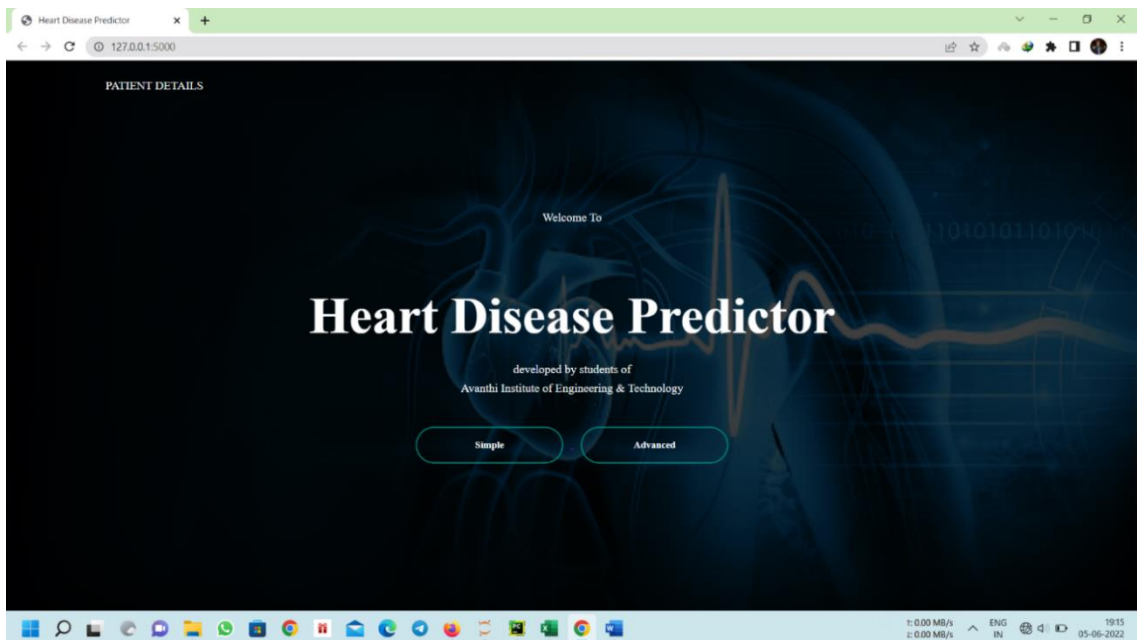 Heart Disease Predictor
127.0.0.1:5000
PATIENT DETAILS
Welcome To
Heart Disease Predictor
developed by students of
Avanthi Institute of Engineering & Technology
Simple Advanced
ENG 19:15
IN 05-06-2022